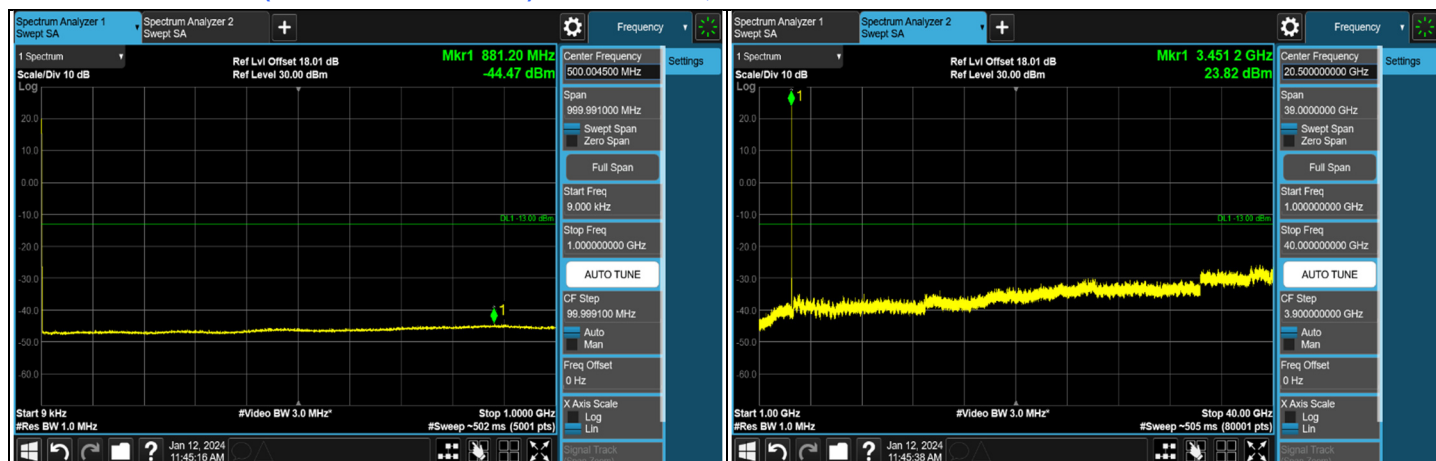 Spectrum Analyzer 1
Swept SA
Spectrum Analyzer 2
Swept SA
Frequency
1 Spectrum
Scale/Div 10 dB
Log
Ref Lvl Offset 18.01 dB
Ref Level 30.00 dBm
Mkr1 881.20 MHz
-44.47 dBm
1
20.0
10.0
0.00
-10.0
-20.0
-30.0
-40.0
-50.0
-60.0
DL1 -13.00 dBm
Start 9 kHz
#Res BW 1.0 MHz
#Video BW 3.0 MHz*
Stop 1.0000 GHz
#Sweep ~502 ms (5001 pts)
Center Frequency
500.004500 MHz
Settings
Span
999.991000 MHz
Swept Span
Zero Span
Full Span
Start Freq
9.000 kHz
Stop Freq
1.000000000 GHz
AUTO TUNE
CF Step
99.999100 MHz
Auto
Man
Freq Offset
0 Hz
X Axis Scale
Log
Lin
Signal Track
?
Jan 12, 2024
11:45:16 AM
Spectrum Analyzer 1
Swept SA
Spectrum Analyzer 2
Swept SA
Frequency
1 Spectrum
Scale/Div 10 dB
Log
Ref Lvl Offset 18.01 dB
Ref Level 30.00 dBm
Mkr1 3.451 2 GHz
23.82 dBm
1
20.0
10.0
0.00
-10.0
-20.0
-30.0
-40.0
-50.0
-60.0
DL1 -13.00 dBm
Start 1.00 GHz
#Res BW 1.0 MHz
#Video BW 3.0 MHz*
Stop 40.00 GHz
#Sweep ~505 ms (80001 pts)
Center Frequency
20.500000000 GHz
Settings
Span
39.0000000 GHz
Swept Span
Zero Span
Full Span
Start Freq
1.000000000 GHz
Stop Freq
40.000000000 GHz
AUTO TUNE
CF Step
3.900000000 GHz
Auto
Man
Freq Offset
0 Hz
X Axis Scale
Log
Lin
Signal Track
?
Jan 12, 2024
11:45:38 AM